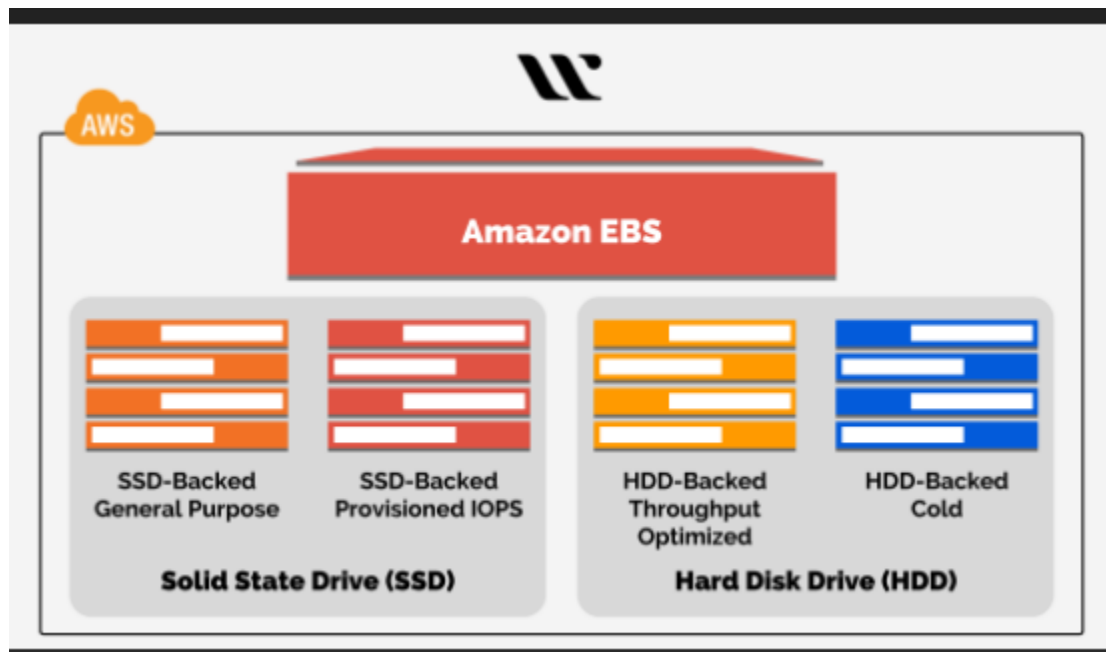 AWS
Amazon EBS
SSD-Backed
General Purpose
SSD-Backed
Provisioned IOPS
Solid State Drive (SSD)
HDD-Backed
Throughput
Optimized
HDD-Backed
Cold
Hard Disk Drive (HDD)